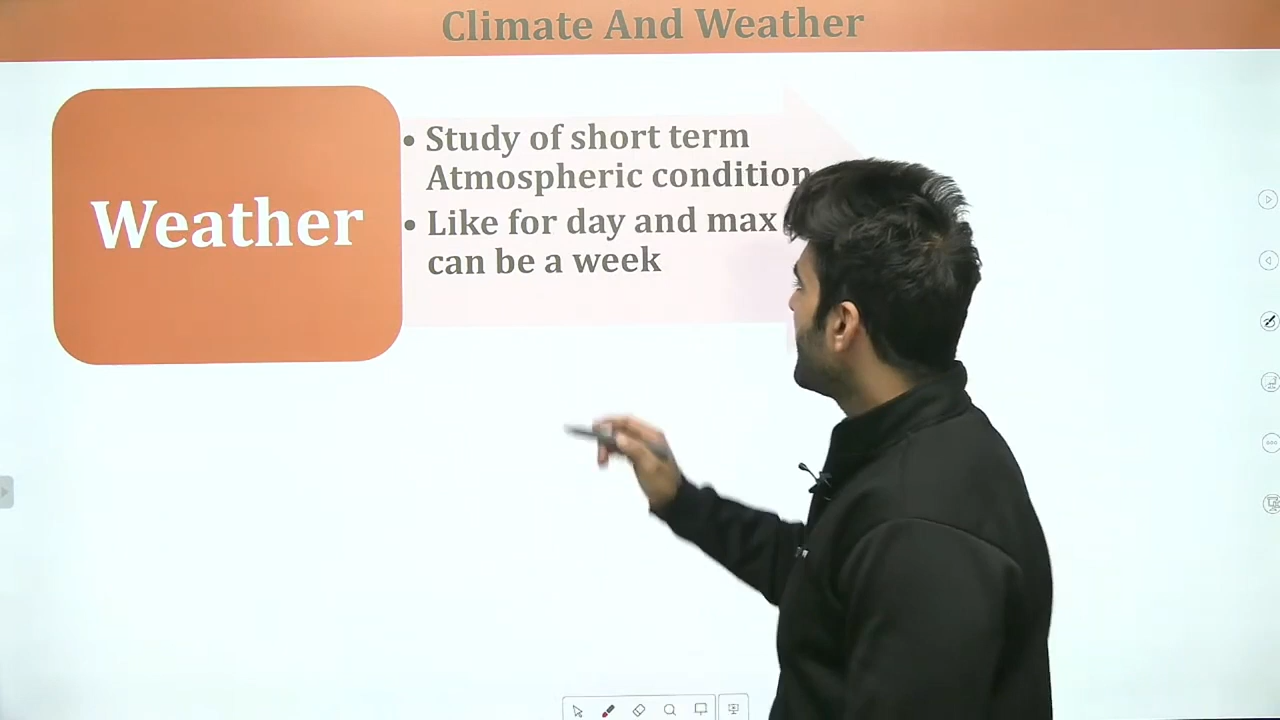 Climate And Weather
Weather
• Study of short term
Atmospheric condition
• Like for day and max
can be a week